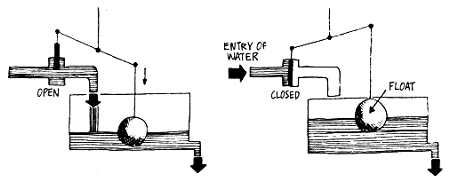 OPEN
ENTRY OF
WATER
CLOSED
FLOAT